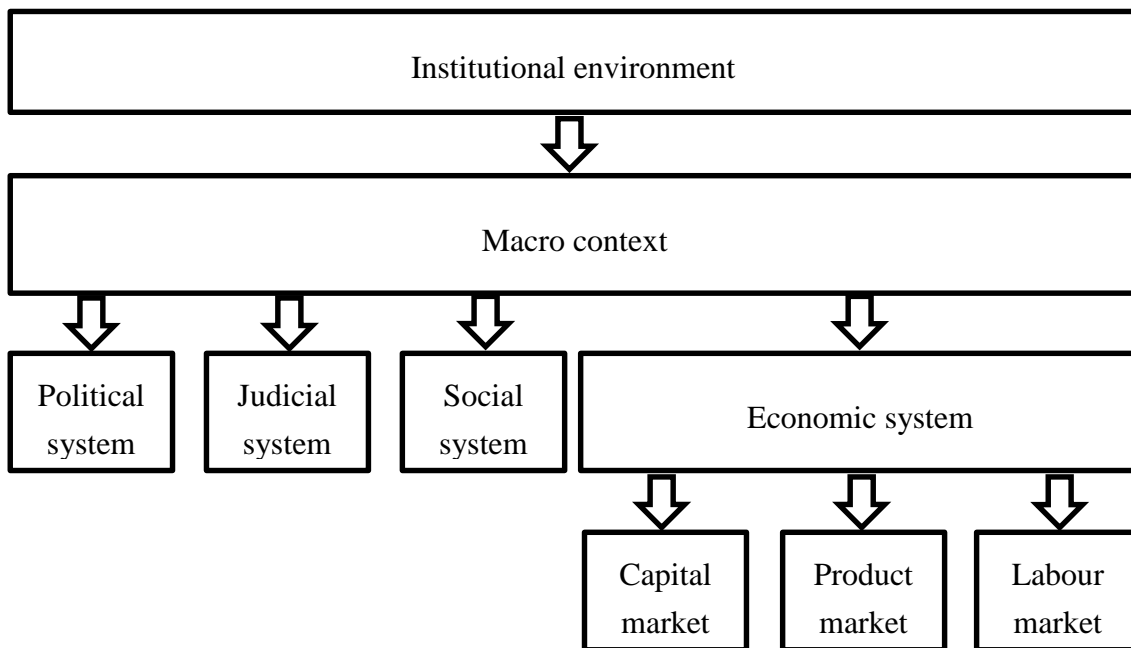 Institutional environment
Macro context
Political
system
Judicial
system
Social
system
Economic system
Capital
market
Product
market
Labour
market